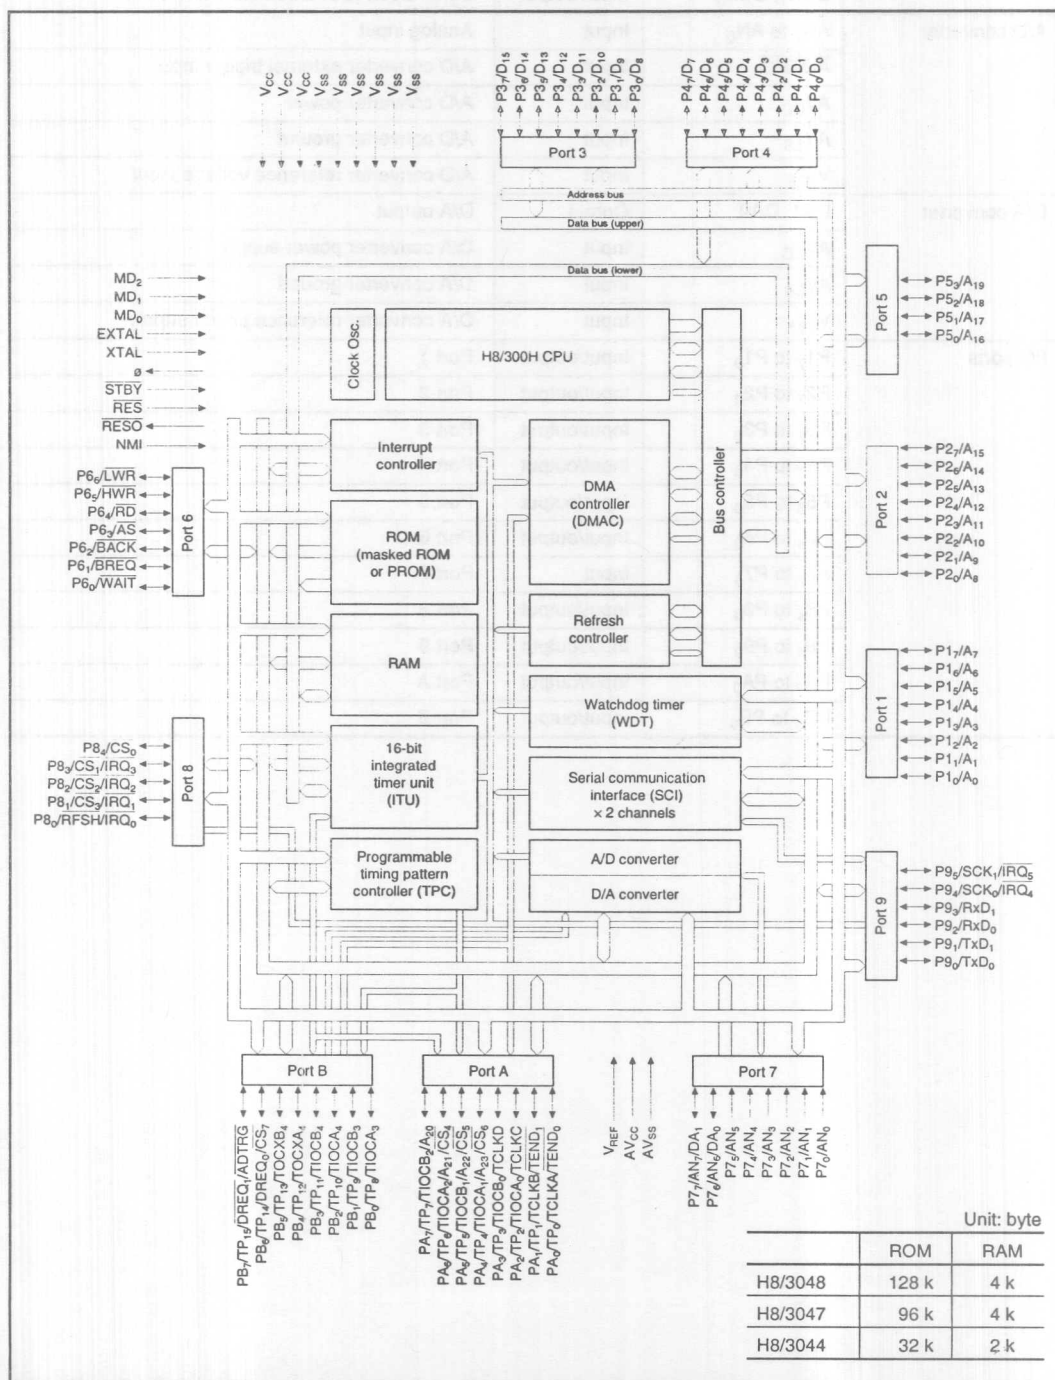 VCC
VCC
VCC
VSS
VSS
VSS
VSS
VSS
VSS
P37/D15
P36/D14
P35/D13
P34/D12
P33/D11
P32/D10
P31/D9
P30/D8
P47/D7
P46/D6
P45/D5
P44/D4
P43/D3
P42/D2
P41/D1
P40/D0
Port 3
Port 4
Address bus
Data bus (upper)
Data bus (lower)
MD2
MD1
MD0
EXTAL
XTAL
ø
STBY
RES
RESO
NMI
Clock Osc.
H8/300H CPU
Bus controller
Port 5
P53/A19
P52/A18
P51/A17
P50/A16
Interrupt
controller
DMA
controller
(DMAC)
P66/LWR
P65/HWR
P64/RD
P63/AS
P62/BACK
P61/BREQ
P60/WAIT
Port 6
ROM
(masked ROM
or PROM)
Port 2
P27/A15
P26/A14
P25/A13
P24/A12
P23/A11
P22/A10
P21/A9
P20/A8
RAM
Refresh
controller
Watchdog timer
(WDT)
Port 1
P17/A7
P16/A6
P15/A5
P14/A4
P13/A3
P12/A2
P11/A1
P10/A0
P84/CS0
P83/CS1/IRQ3
P82/CS2/IRQ2
P81/CS3/IRQ1
P80/RFSH/IRQ0
Port 8
16-bit
integrated
timer unit
(ITU)
Serial communication
interface (SCI)
× 2 channels
Programmable
timing pattern
controller (TPC)
A/D converter
D/A converter
Port 9
P95/SCK1/IRQ5
P94/SCK0/IRQ4
P93/RxD1
P92/RxD0
P91/TxD1
P90/TxD0
Port B
Port A
Port 7
PB7/TP15/DREQ1/ADTRG
PB6/TP14/DREQ0/CS7
PB5/TP13/TOCXB4
PB4/TP12/TOCXA4
PB3/TP11/TIOCB4
PB2/TP10/TIOCA4
PB1/TP9/TIOCB3
PB0/TP8/TIOCA3
PA7/TP7/TIOCB2/A20
PA6/TP6/TIOCA2/A21/CS4
PA5/TP5/TIOCB1/A22/CS5
PA4/TP4/TIOCA1/A23/CS6
PA3/TP3/TIOCB0/TCLKD
PA2/TP2/TIOCA0/TCLKC
PA1/TP1/TCLKB/TEND1
PA0/TP0/TCLKA/TEND0
VREF
AVCC
AVSS
P77/AN7/DA1
P76/AN6/DA0
P75/AN5
P74/AN4
P73/AN3
P72/AN2
P71/AN1
P70/AN0
Unit: byte
ROM RAM
H8/3048 128 k 4 k
H8/3047 96 k 4 k
H8/3044 32 k 2 k